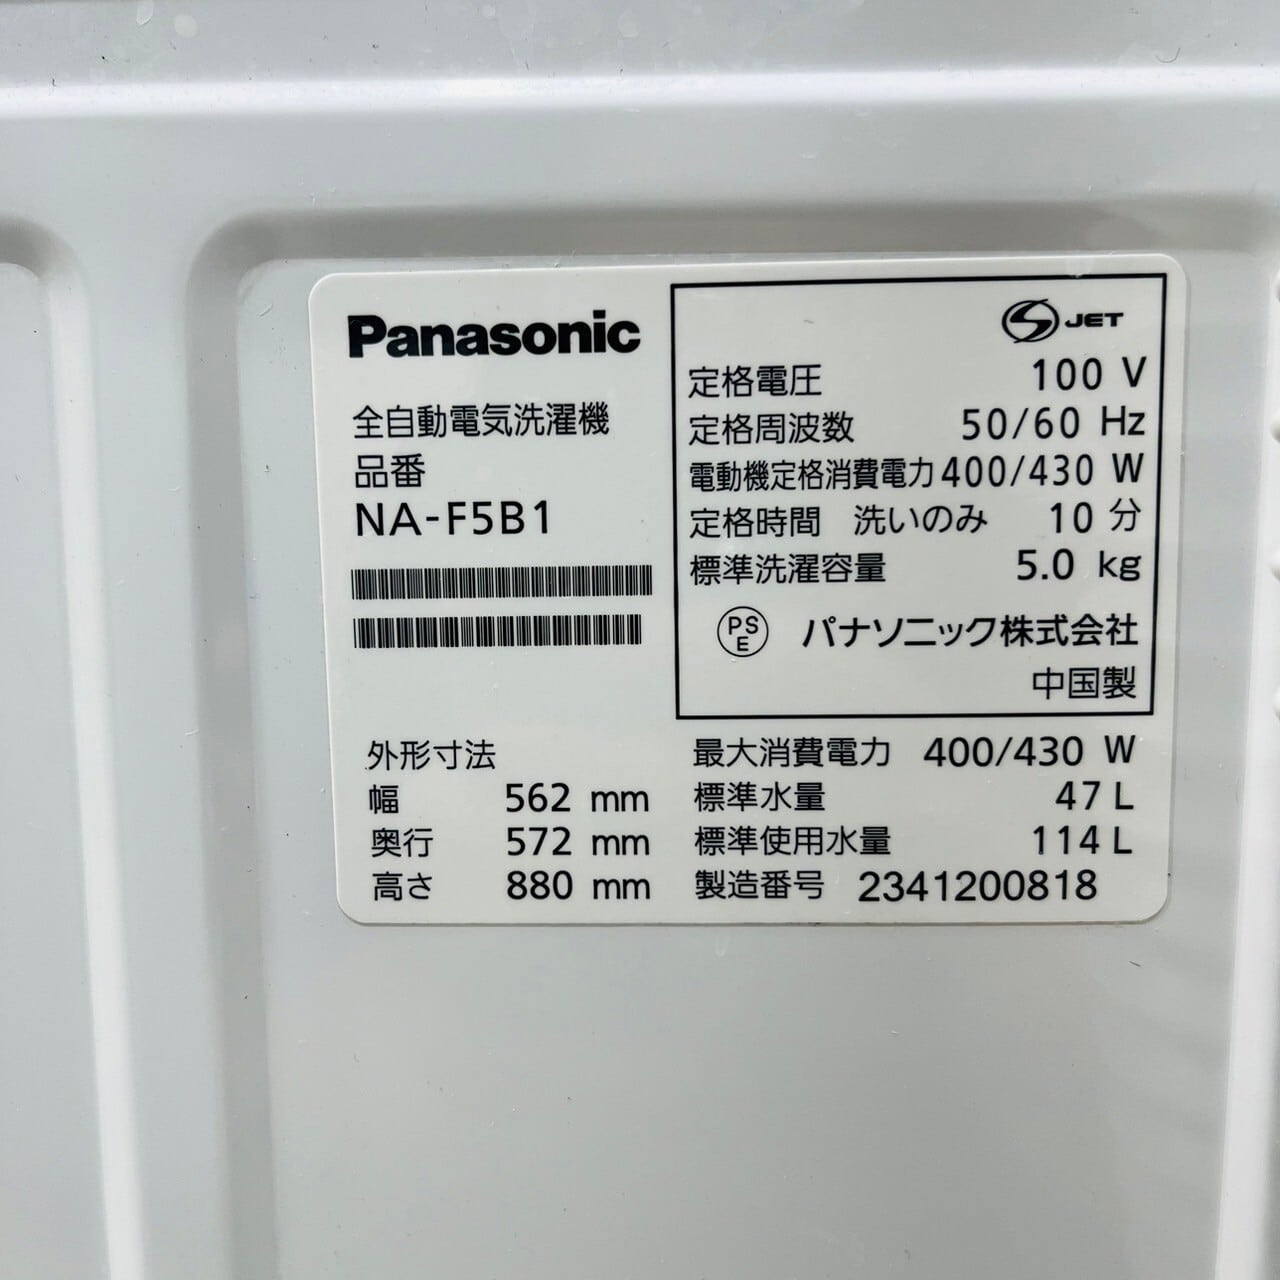 Panasonic
全自動電気洗濯機
品番
NA-F5B1
JET
定格電圧 100 V
定格周波数 50/60 Hz
電動機定格消費電力 400/430 W
定格時間 洗いのみ 10 分
標準洗濯容量 5.0 kg
PSE パナソニック株式会社
中国製
外形寸法
幅 562 mm
奥行 572 mm
高さ 880 mm
最大消費電力 400/430 W
標準水量 47 L
標準使用水量 114 L
製造番号 2341200818